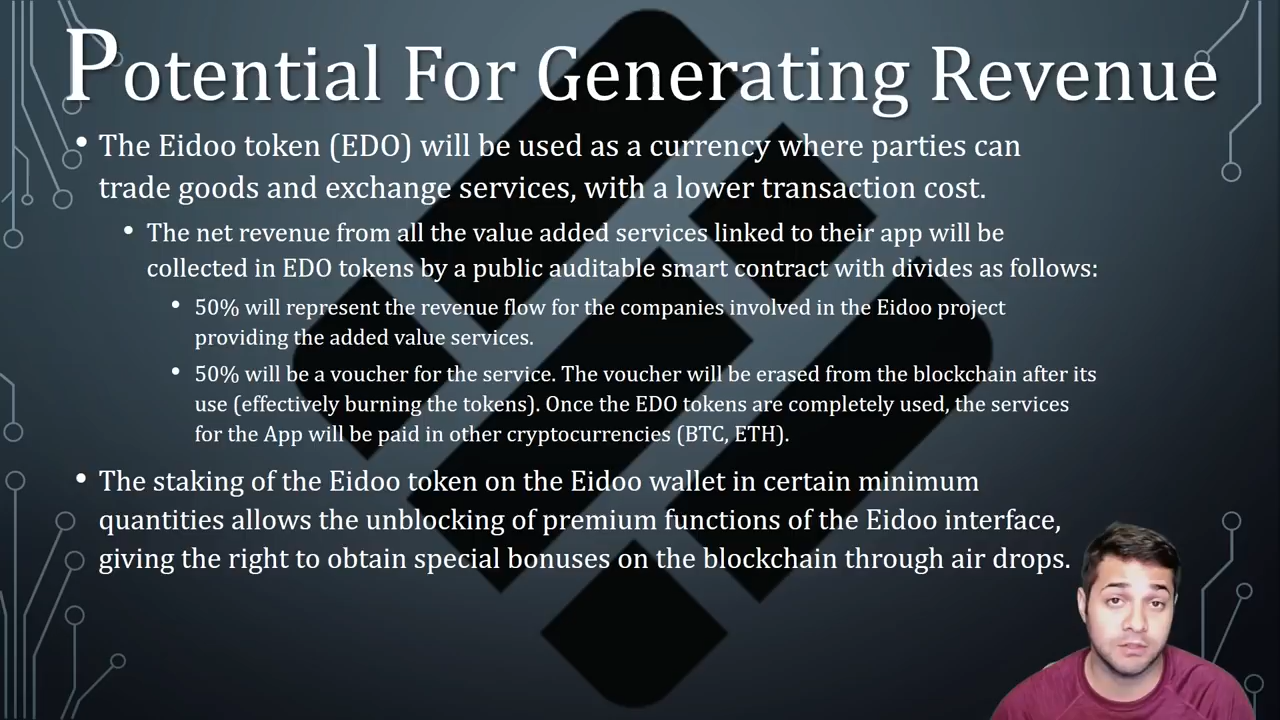 Potential For Generating Revenue
• The Eidoo token (EDO) will be used as a currency where parties can
trade goods and exchange services, with a lower transaction cost.
• The net revenue from all the value added services linked to their app will be
collected in EDO tokens by a public auditable smart contract with divides as follows:
• 50% will represent the revenue flow for the companies involved in the Eidoo project
providing the added value services.
• 50% will be a voucher for the service. The voucher will be erased from the blockchain after its
use (effectively burning the tokens). Once the EDO tokens are completely used, the services
for the App will be paid in other cryptocurrencies (BTC, ETH).
• The staking of the Eidoo token on the Eidoo wallet in certain minimum
quantities allows the unblocking of premium functions of the Eidoo interface,
giving the right to obtain special bonuses on the blockchain through air drops.